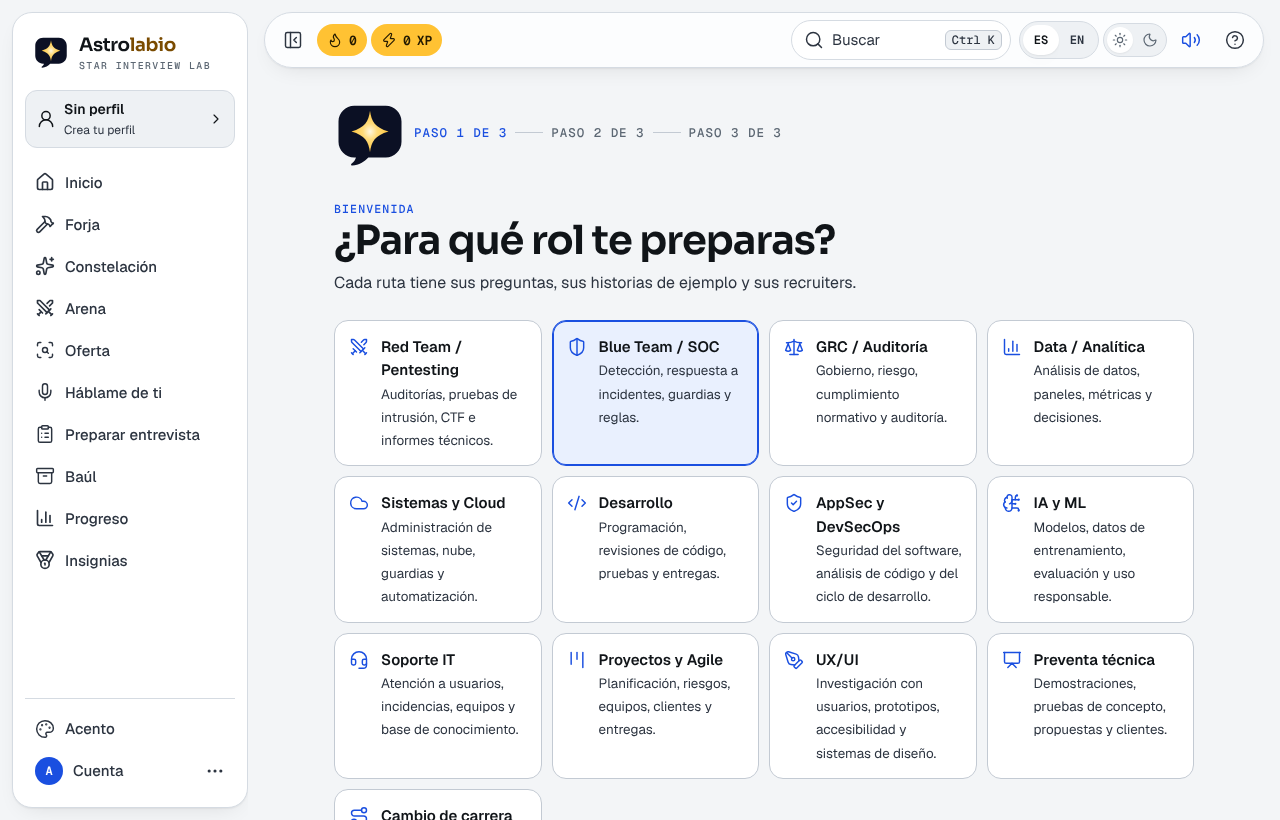 Astrolabio
STAR INTERVIEW LAB
Sin perfil
Crea tu perfil
Inicio
Forja
Constelación
Arena
Oferta
Háblame de ti
Preparar entrevista
Baúl
Progreso
Insignias
Acento
A
Cuenta
0
0 XP
Buscar
Ctrl K
ES
EN
PASO 1 DE 3
PASO 2 DE 3
PASO 3 DE 3
BIENVENIDA
¿Para qué rol te preparas?
Cada ruta tiene sus preguntas, sus historias de ejemplo y sus recruiters.
Red Team /
Pentesting
Auditorías, pruebas de
intrusión, CTF e
informes técnicos.
Blue Team / SOC
Detección, respuesta a
incidentes, guardias y
reglas.
GRC / Auditoría
Gobierno, riesgo,
cumplimiento
normativo y auditoría.
Data / Analítica
Análisis de datos,
paneles, métricas y
decisiones.
Sistemas y Cloud
Administración de
sistemas, nube,
guardias y
automatización.
Desarrollo
Programación,
revisiones de código,
pruebas y entregas.
AppSec y
DevSecOps
Seguridad del software,
análisis de código y del
ciclo de desarrollo.
IA y ML
Modelos, datos de
entrenamiento,
evaluación y uso
responsable.
Soporte IT
Atención a usuarios,
incidencias, equipos y
base de conocimiento.
Proyectos y Agile
Planificación, riesgos,
equipos, clientes y
entregas.
UX/UI
Investigación con
usuarios, prototipos,
accesibilidad y
sistemas de diseño.
Preventa técnica
Demostraciones,
pruebas de concepto,
propuestas y clientes.
Cambio de carrera